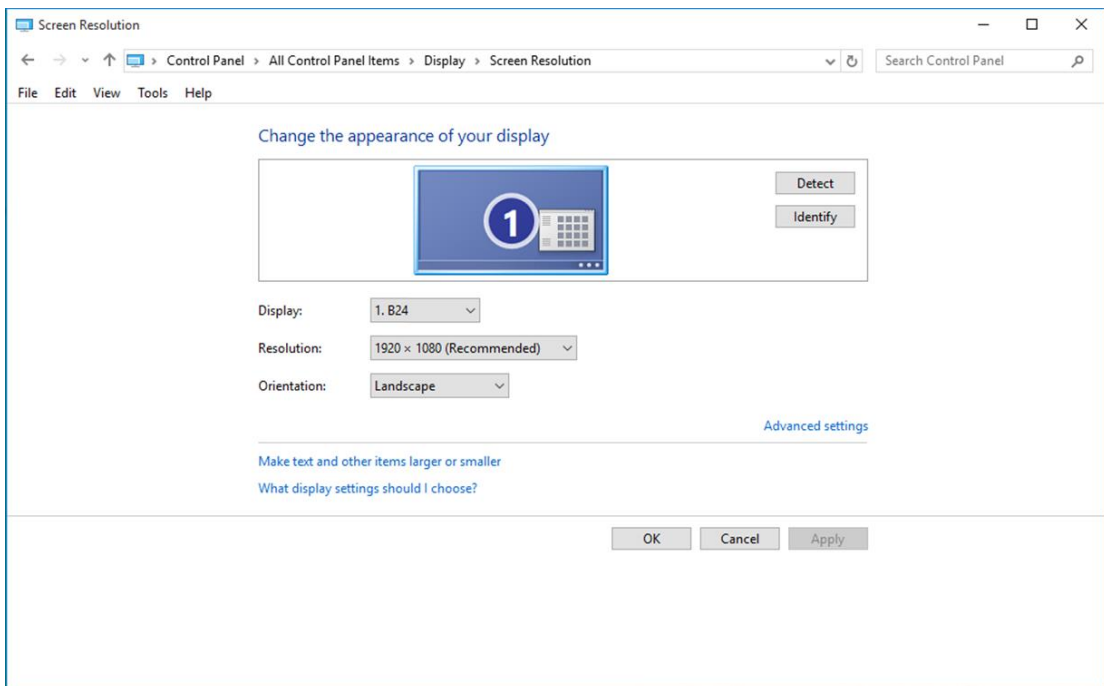 Screen Resolution
Control Panel > All Control Panel Items > Display > Screen Resolution
Search Control Panel
File Edit View Tools Help
Change the appearance of your display
1
Detect
Identify
Display: 1. B24
Resolution: 1920 × 1080 (Recommended)
Orientation: Landscape
Advanced settings
Make text and other items larger or smaller
What display settings should I choose?
OK Cancel Apply